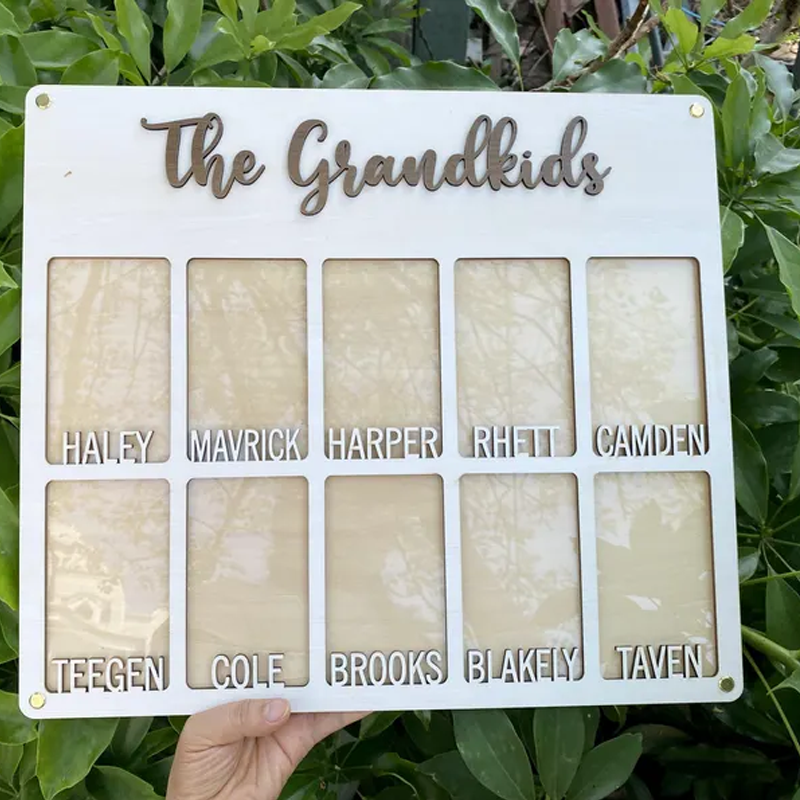 The Grandkids
HALEY MAVRICK HARPER RHETT CAMDEN
TEEGEN COLE BROOKS BLAKELY TAVEN